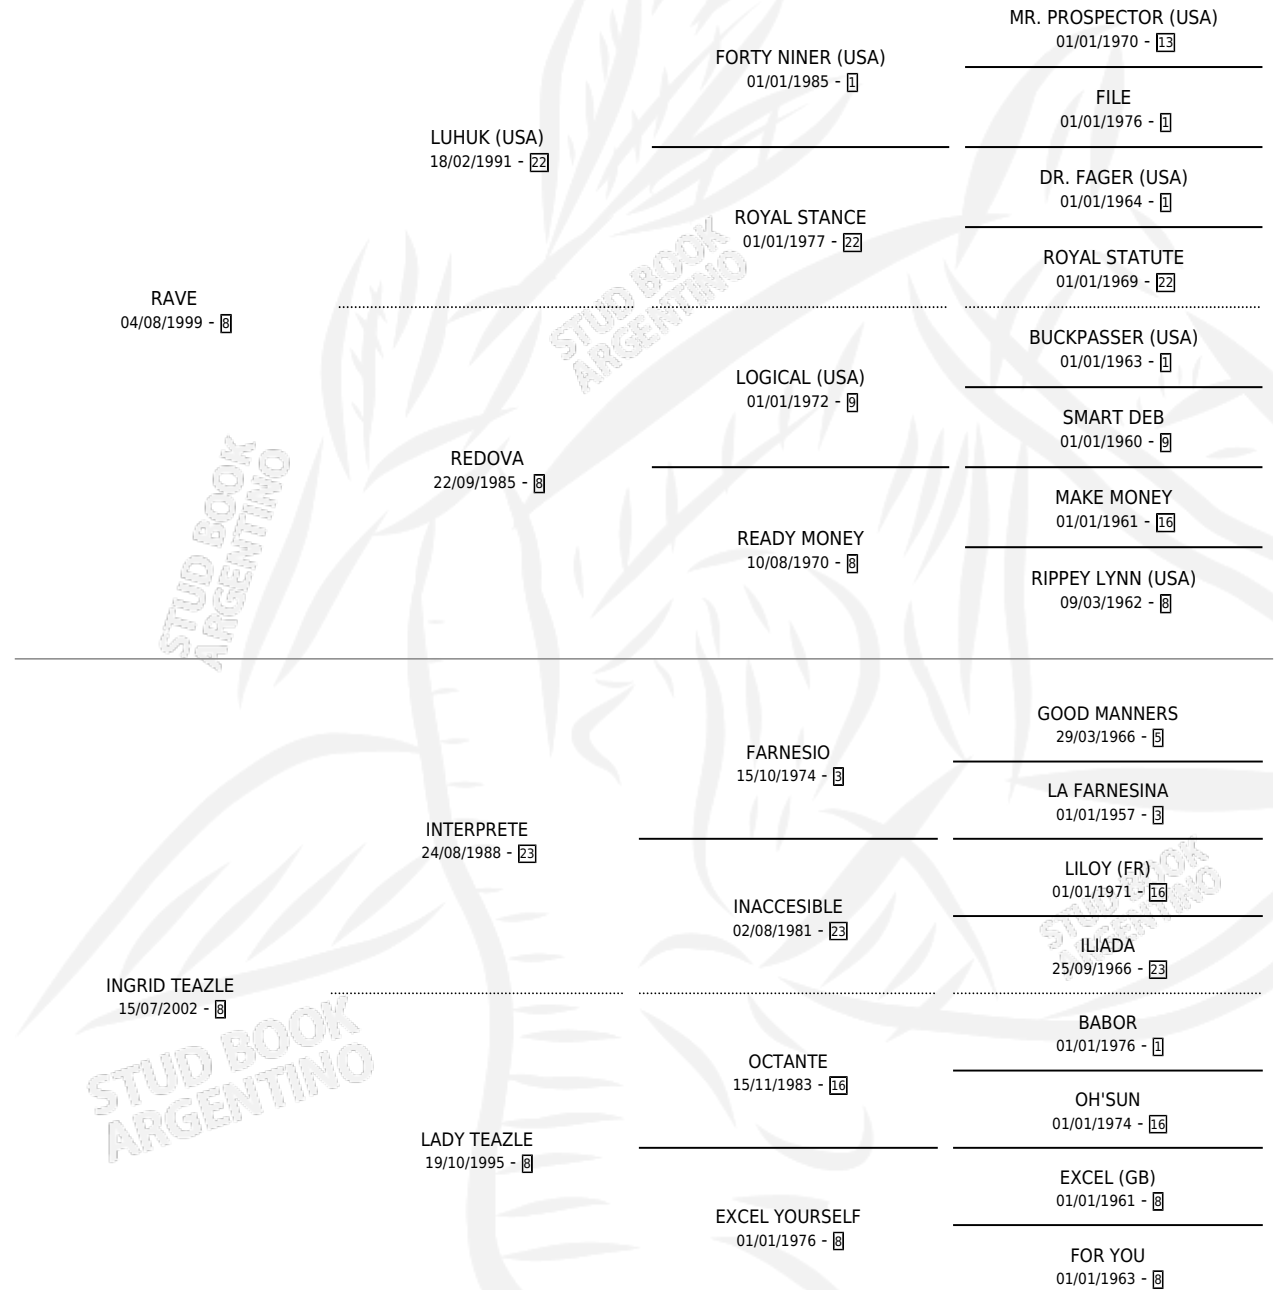 MR. PROSPECTOR (USA)
01/01/1970 - 13
FORTY NINER (USA)
01/01/1985 - 1
FILE
01/01/1976 - 1
LUHUK (USA)
18/02/1991 - 22
DR. FAGER (USA)
01/01/1964 - 1
ROYAL STANCE
01/01/1977 - 22
ROYAL STATUTE
01/01/1969 - 22
RAVE
04/08/1999 - 8
BUCKPASSER (USA)
01/01/1963 - 1
LOGICAL (USA)
01/01/1972 - 9
SMART DEB
01/01/1960 - 9
REDOVA
22/09/1985 - 8
MAKE MONEY
01/01/1961 - 16
READY MONEY
10/08/1970 - 8
RIPPEY LYNN (USA)
09/03/1962 - 8
GOOD MANNERS
29/03/1966 - 5
FARNESIO
15/10/1974 - 3
LA FARNESINA
01/01/1957 - 3
INTERPRETE
24/08/1988 - 23
LILOY (FR)
01/01/1971 - 16
INACCESIBLE
02/08/1981 - 23
ILIADA
25/09/1966 - 23
INGRID TEAZLE
15/07/2002 - 8
BABOR
01/01/1976 - 1
OCTANTE
15/11/1983 - 16
OH'SUN
01/01/1974 - 16
LADY TEAZLE
19/10/1995 - 8
EXCEL (GB)
01/01/1961 - 8
EXCEL YOURSELF
01/01/1976 - 8
FOR YOU
01/01/1963 - 8
STUD BOOK
ARGENTINO
STUD BOOK
ARGENTINO
STUD BOOK
ARGENTINO
STUD BOOK
ARGENTINO